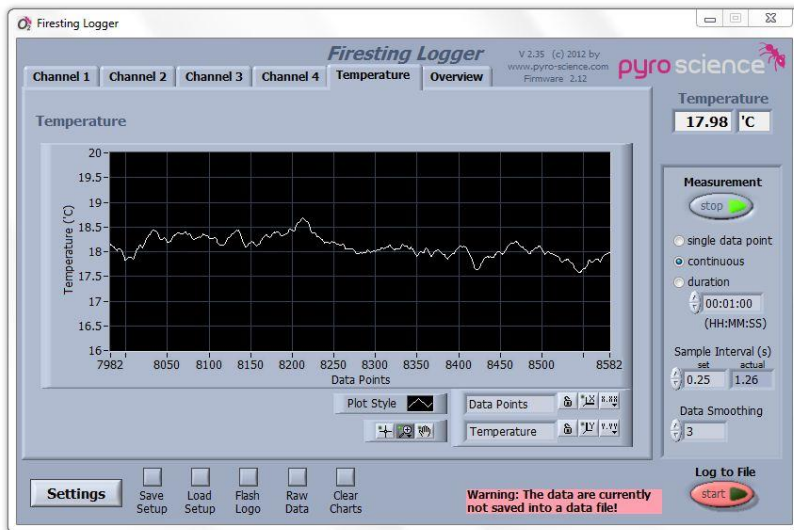 Firesting Logger
Firesting Logger
V 2.35 (c) 2012 by
www.pyro-science.com
Firmware 2.12
pyro science
Channel 1 Channel 2 Channel 3 Channel 4 Temperature Overview
Temperature
17.98 'C
Temperature
20
19.5
19
18.5
18
17.5
17
16.5
16
Temperature ('C)
7982 8050 8100 8150 8200 8250 8300 8350 8400 8450 8500 8582
Data Points
Plot Style
Data Points
Temperature
Measurement
stop
single data point
continuous
duration
00:01:00
(HH:MM:SS)
Sample Interval (s)
set actual
0.25 1.26
Data Smoothing
3
Settings
Save Setup
Load Setup
Flash Logo
Raw Data
Clear Charts
Warning: The data are currently
not saved into a data file!
Log to File
start